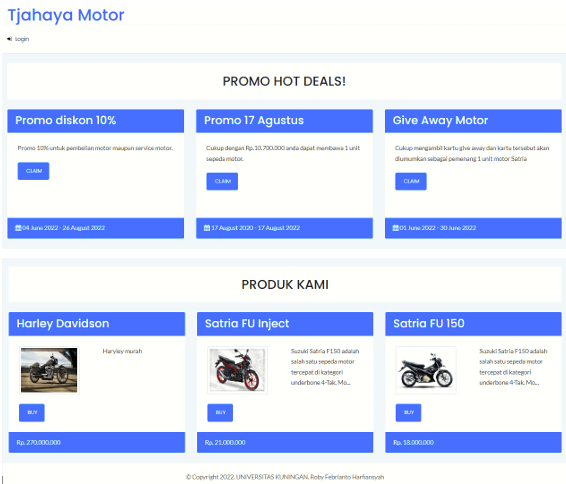 Tjahaya Motor
Login
PROMO HOT DEALS!
Promo diskon 10%
Promo 10% untuk pembelian motor maupun service motor.
CLAIM
04 June 2022 - 26 August 2022
Promo 17 Agustus
Cukup dengan Rp.10.700.000 anda dapat membawa 1 unit
sepeda motor.
CLAIM
17 August 2020 - 17 August 2022
Give Away Motor
Cukup mengambil kartu give away dan kartu tersebut akan
diumumkan sebagai pemenang 1 unit motor Satria
CLAIM
01 June 2022 - 30 June 2022
PRODUK KAMI
Harley Davidson
Haryley murah
BUY
Rp. 270.000.000
Satria FU Inject
Suzuki Satria F150 adalah
salah satu sepeda motor
tercepat di kategori
underbone 4-Tak. Mo...
BUY
Rp. 21.000.000
Satria FU 150
Suzuki Satria F150 adalah
salah satu sepeda motor
tercepat di kategori
underbone 4-Tak. Mo...
BUY
Rp. 18.000.000
© Copyright 2022. UNIVERSITAS KUNINGAN. Roby Febrianto Harfiansyah